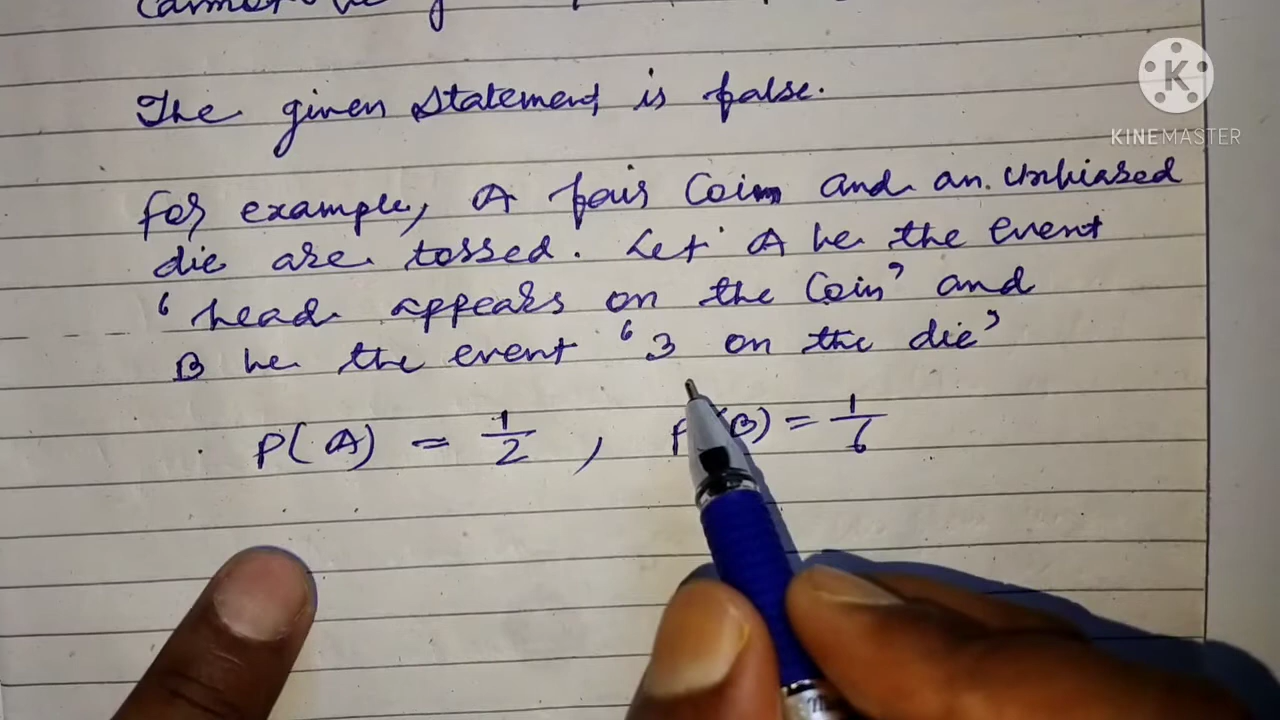 The given statement is false.
K
KINEMASTER
for example, A fair Coin and an unbiased
die are tossed. Let A be the event
‘head appears on the Coin’ and
B be the event ‘3 on the die’
P(A) = 1/2 , P(B) = 1/6